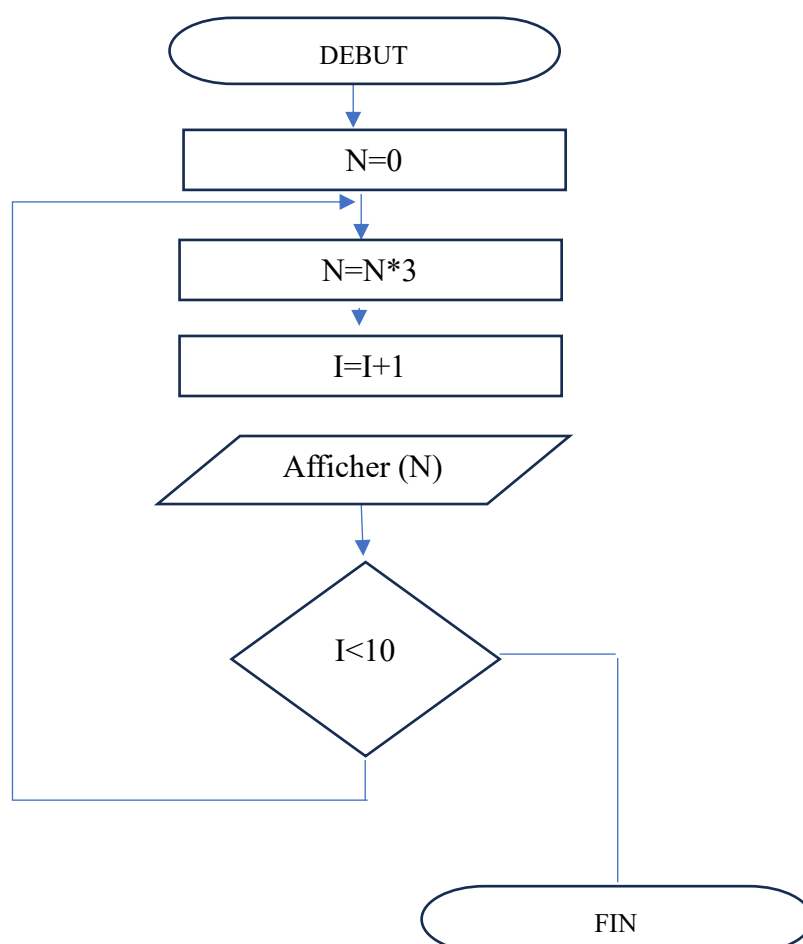 DEBUT
N=0
N=N*3
I=I+1
Afficher (N)
I<10
FIN